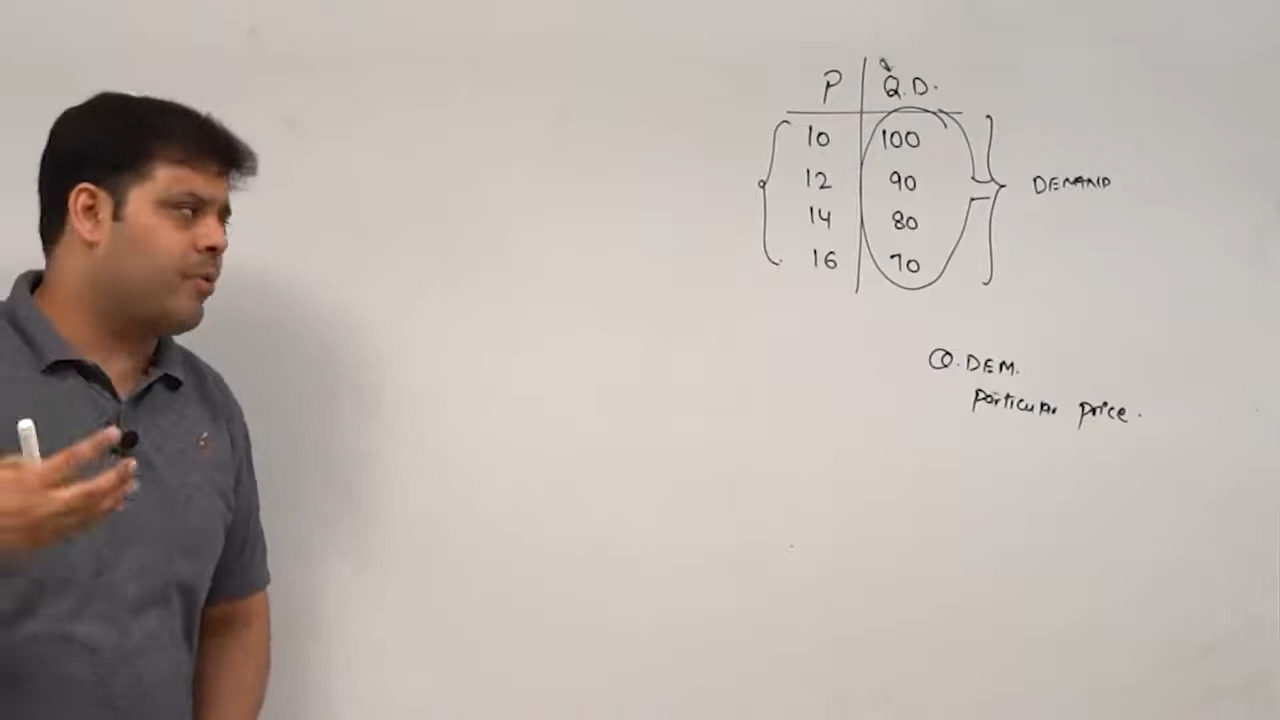 P Q.D.
10 100
12 90
14 80
16 70
DEMAND
Q.DEM.
particular price.